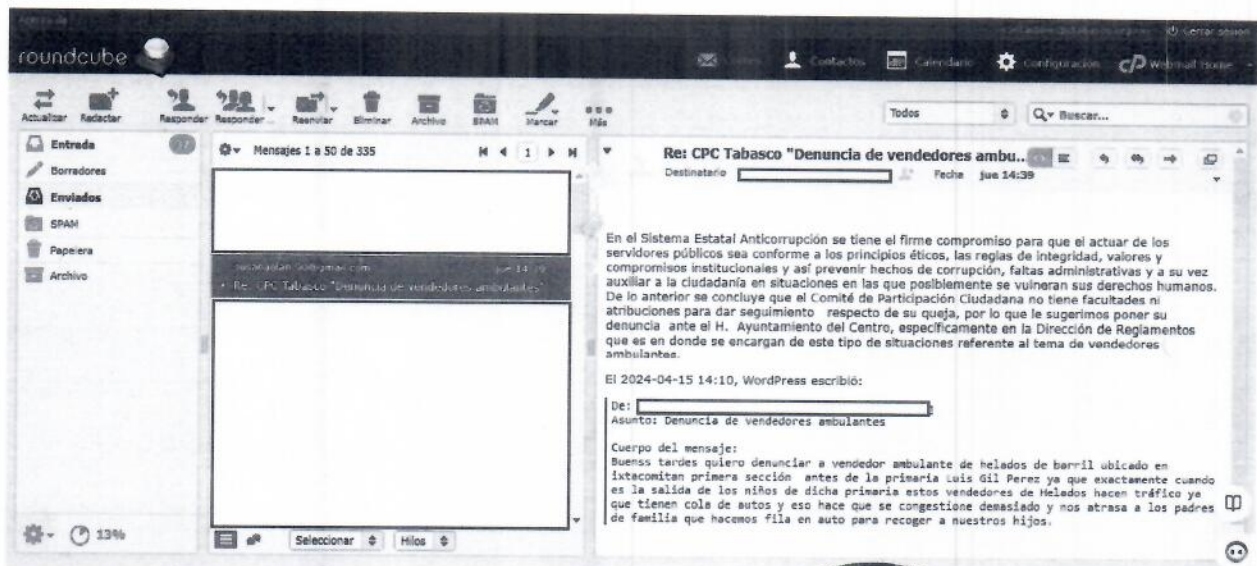 Cerrar sesión
roundcube
Contactos
Calendario
Configuración
cP Webmail Home
Actualizar
Redactar
Responder
Responder ...
Reenviar
Eliminar
Archivo
SPAM
Marcar
Más
Todos
Buscar...
Entrada
Borradores
Enviados
SPAM
Papelera
Archivo
13%
Mensajes 1 a 50 de 335
1
jue 14:39
Re: CPC Tabasco "Denuncia de vendedores ambulantes"
Seleccionar
Hilos
Re: CPC Tabasco "Denuncia de vendedores ambu...
Destinatario
Fecha jue 14:39
En el Sistema Estatal Anticorrupción se tiene el firme compromiso para que el actuar de los
servidores públicos sea conforme a los principios éticos, las reglas de integridad, valores y
compromisos institucionales y así prevenir hechos de corrupción, faltas administrativas y a su vez
auxiliar a la ciudadanía en situaciones en las que posiblemente se vulneran sus derechos humanos.
De lo anterior se concluye que el Comité de Participación Ciudadana no tiene facultades ni
atribuciones para dar seguimiento respecto de su queja, por lo que le sugerimos poner su
denuncia ante el H. Ayuntamiento del Centro, específicamente en la Dirección de Reglamentos
que es en donde se encargan de este tipo de situaciones referente al tema de vendedores
ambulantes.
El 2024-04-15 14:10, WordPress escribió:
De:
Asunto: Denuncia de vendedores ambulantes
Cuerpo del mensaje:
Buenss tardes quiero denunciar a vendedor ambulante de helados de barril ubicado en
ixtacomitan primera sección antes de la primaria Luis Gil Perez ya que exactamente cuando
es la salida de los niños de dicha primaria estos vendedores de Helados hacen tráfico ya
que tienen cola de autos y eso hace que se congestione demasiado y nos atrasa a los padres
de familia que hacemos fila en auto para recoger a nuestros hijos.